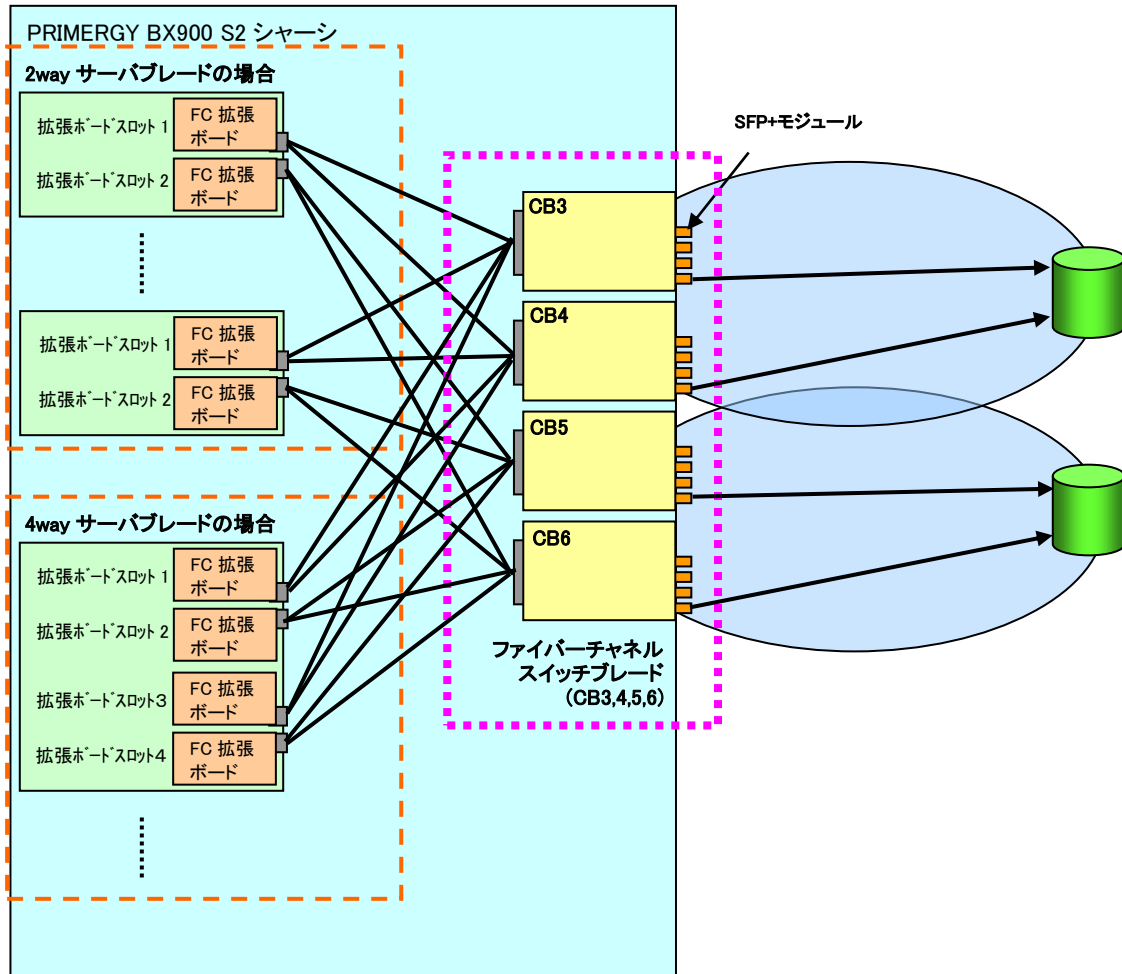 PRIMERGY BX900 S2 シャーシ
2way サーバブレードの場合
拡張ボードスロット 1
FC 拡張
ボード
拡張ボードスロット 2
FC 拡張
ボード
拡張ボードスロット 1
FC 拡張
ボード
拡張ボードスロット 2
FC 拡張
ボード
4way サーバブレードの場合
拡張ボードスロット 1
FC 拡張
ボード
拡張ボードスロット 2
FC 拡張
ボード
拡張ボードスロット3
FC 拡張
ボード
拡張ボードスロット4
FC 拡張
ボード
CB3
CB4
CB5
CB6
ファイバーチャネル
スイッチブレード
(CB3,4,5,6)
SFP+モジュール